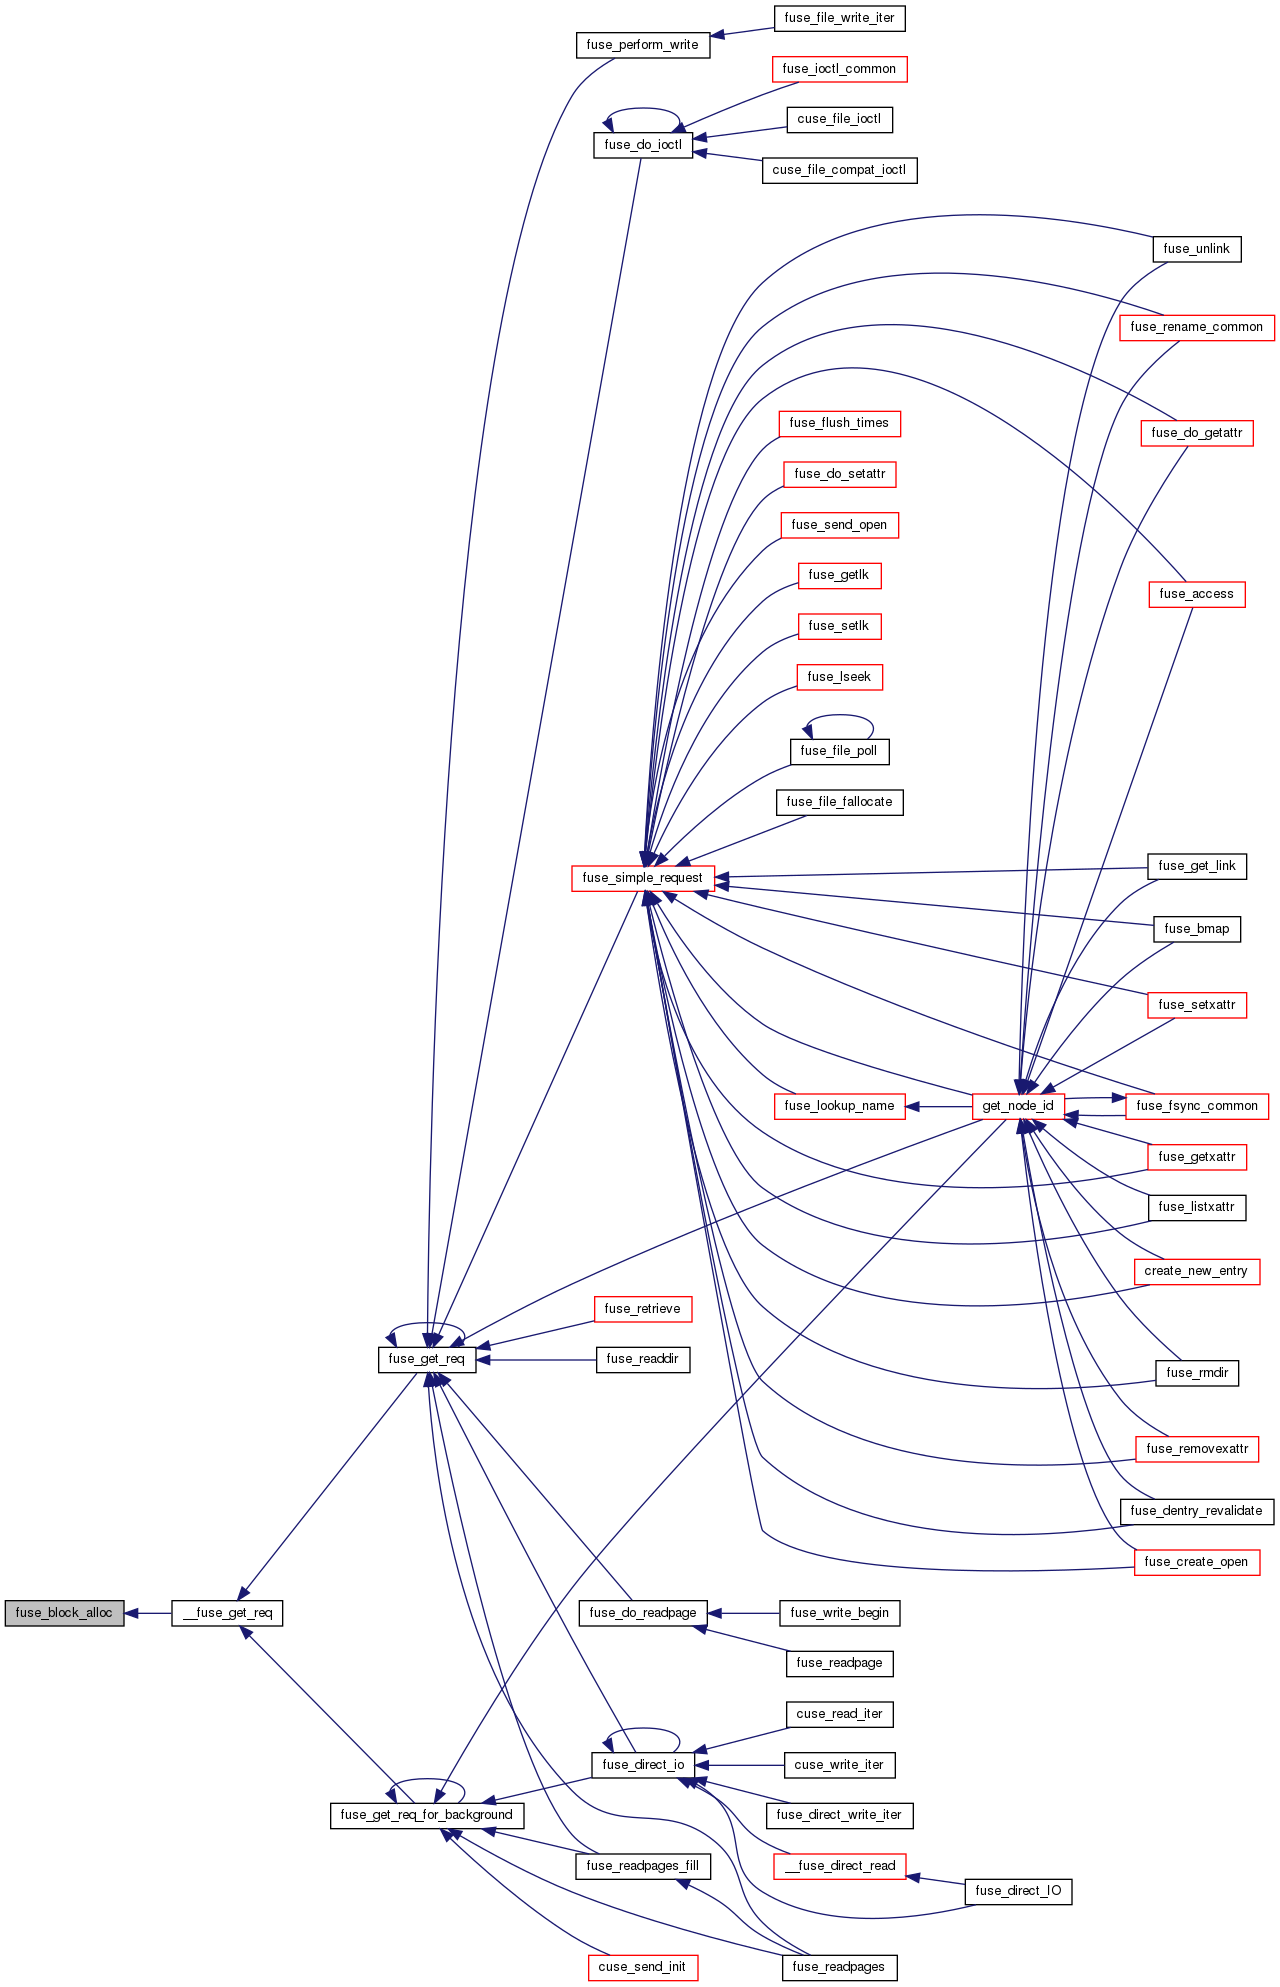 fuse_file_write_iter
fuse_perform_write
fuse_ioctl_common
cuse_file_ioctl
fuse_do_ioctl
cuse_file_compat_ioctl
fuse_unlink
fuse_rename_common
fuse_flush_times
fuse_do_getattr
fuse_do_setattr
fuse_send_open
fuse_getlk
fuse_access
fuse_setlk
fuse_lseek
fuse_file_poll
fuse_file_fallocate
fuse_get_link
fuse_simple_request
fuse_bmap
fuse_setxattr
fuse_lookup_name
get_node_id
fuse_fsync_common
fuse_getxattr
fuse_listxattr
create_new_entry
fuse_retrieve
fuse_get_req
fuse_readdir
fuse_rmdir
fuse_removexattr
fuse_dentry_revalidate
fuse_create_open
fuse_block_alloc
__fuse_get_req
fuse_do_readpage
fuse_write_begin
fuse_readpage
cuse_read_iter
fuse_direct_io
cuse_write_iter
fuse_get_req_for_background
fuse_direct_write_iter
fuse_readpages_fill
__fuse_direct_read
fuse_direct_IO
cuse_send_init
fuse_readpages